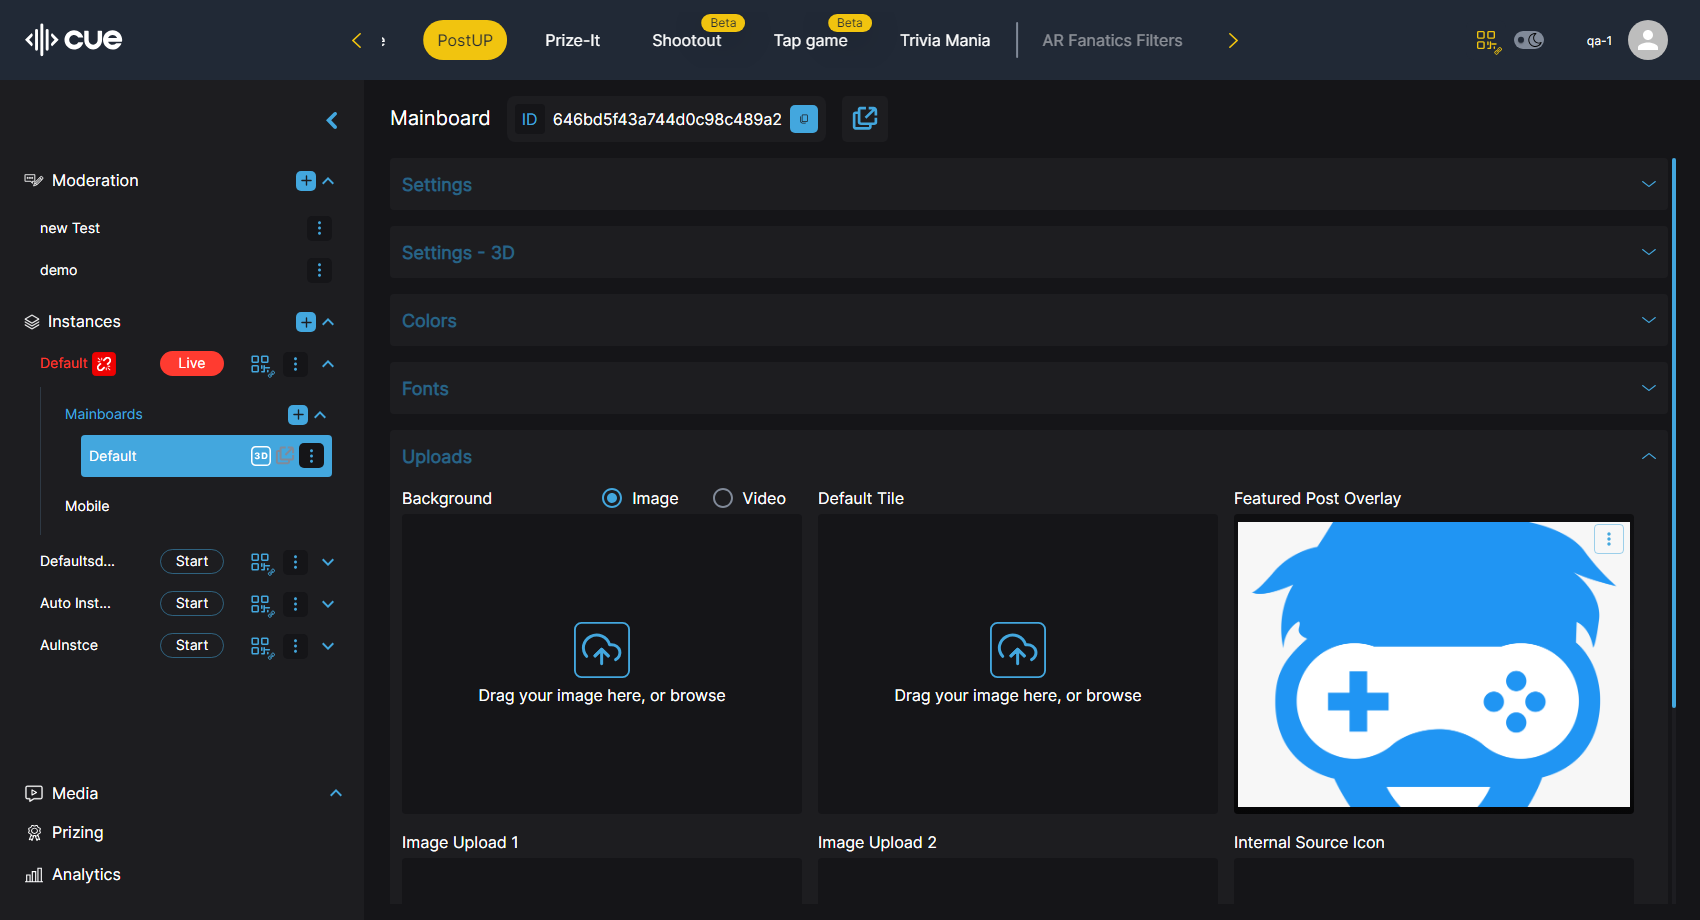 cue
PostUP
Prize-It
Shootout
Beta
Tap game
Beta
Trivia Mania
AR Fanatics Filters
qa-1
Moderation
new Test
demo
Instances
Default
Live
Mainboards
Default
3D
Mobile
Defaultsd...
Start
Auto Inst...
Start
AuInstce
Start
Media
Prizing
Analytics
Mainboard
ID
646bd5f43a744d0c98c489a2
Settings
Settings - 3D
Colors
Fonts
Uploads
Background
Image
Video
Drag your image here, or browse
Default Tile
Drag your image here, or browse
Featured Post Overlay
Image Upload 1
Image Upload 2
Internal Source Icon